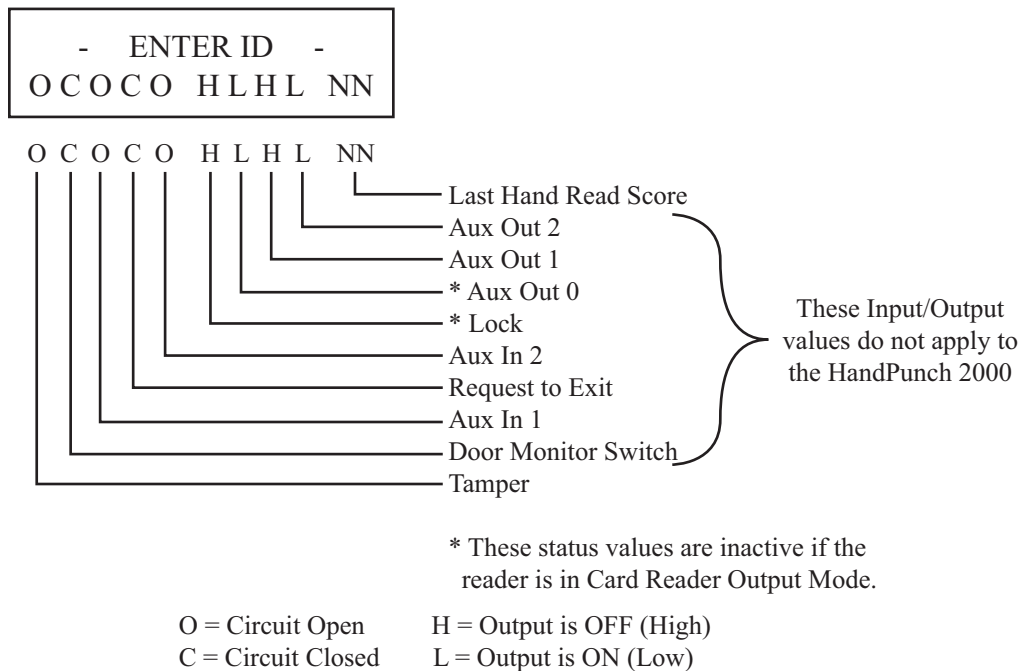 - ENTER ID -
O C O C O H L H L NN
O C O C O H L H L NN
Last Hand Read Score
Aux Out 2
Aux Out 1
* Aux Out 0
* Lock
Aux In 2
Request to Exit
Aux In 1
Door Monitor Switch
Tamper
These Input/Output
values do not apply to
the HandPunch 2000
* These status values are inactive if the
reader is in Card Reader Output Mode.
O = Circuit Open H = Output is OFF (High)
C = Circuit Closed L = Output is ON (Low)